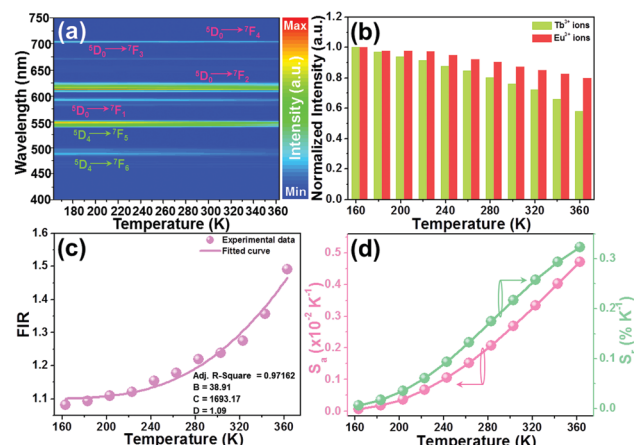 (a)
⁵D₀→⁷F₄
⁵D₀→⁷F₃
⁵D₀→⁷F₂
⁵D₀→⁷F₁
⁵D₄→⁷F₅
⁵D₄→⁷F₆
750
700
650
600
550
500
450
400
Wavelength (nm)
180 200 220 240 260 280 300 320 340 360
Temperature (K)
Max
Intensity (a.u.)
Min
(b)
Tb³⁺ ions
Eu³⁺ ions
1.2
1.0
0.8
0.6
0.4
0.2
0.0
Normalized Intensity (a.u.)
160 200 240 280 320 360
Temperature (K)
(c)
Experimental data
Fitted curve
1.5
1.4
1.3
1.2
1.1
FIR
Adj. R-Square = 0.97162
B = 38.91
C = 1693.17
D = 1.09
160 200 240 280 320 360
Temperature (K)
(d)
0.5
0.4
0.3
0.2
0.1
0.0
Sₐ (x10⁻² K⁻¹)
0.3
0.2
0.1
0.0
Sᵣ (% K⁻¹)
160 200 240 280 320 360
Temperature (K)